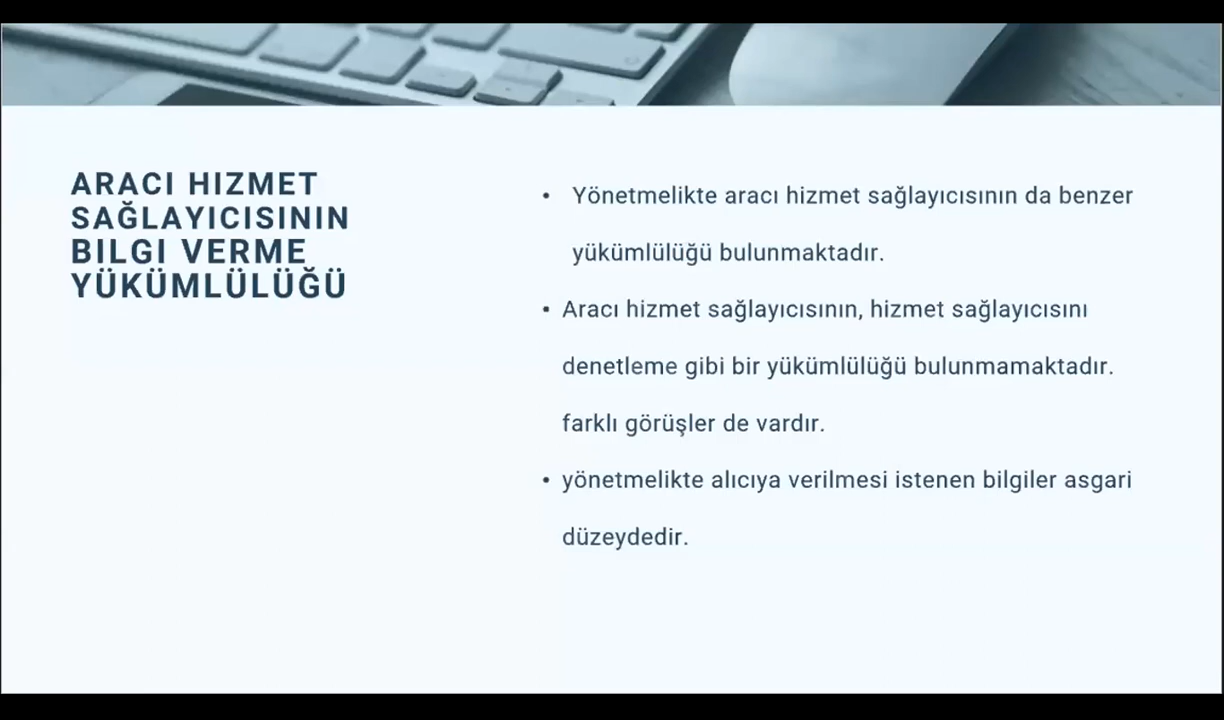 ARACI HIZMET
SAĞLAYICISININ
BILGI VERME
YÜKÜMLÜLÜĞÜ
• Yönetmelikte aracı hizmet sağlayıcısının da benzer
yükümlülüğü bulunmaktadır.
• Aracı hizmet sağlayıcısının, hizmet sağlayıcısını
denetleme gibi bir yükümlülüğü bulunmamaktadır.
farklı görüşler de vardır.
• yönetmelikte alıcıya verilmesi istenen bilgiler asgari
düzeydedir.